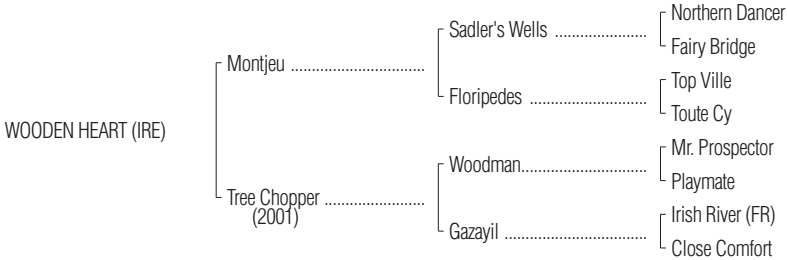 Northern Dancer
Sadler's Wells ......................
Fairy Bridge
Montjeu ................................
Top Ville
Floripedes ............................
Toute Cy
WOODEN HEART (IRE)
Mr. Prospector
Woodman..............................
Playmate
Tree Chopper ........................
(2001)
Irish River (FR)
Gazayil ..................................
Close Comfort